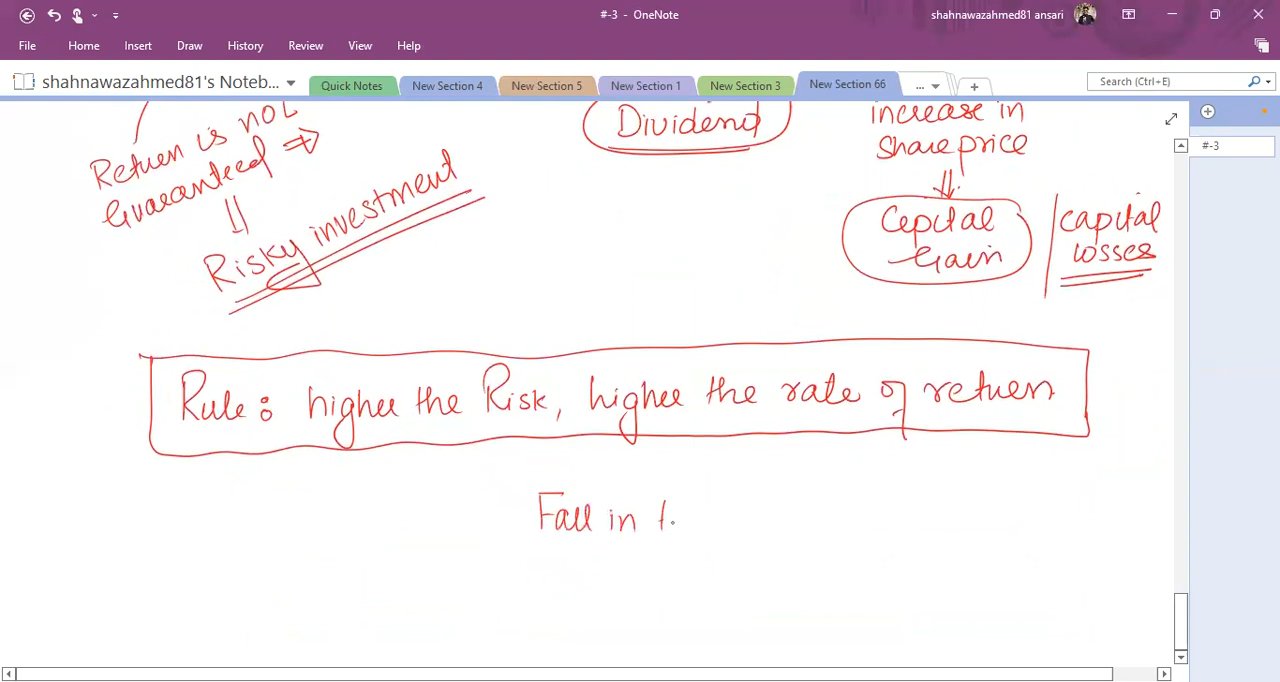 #-3 - OneNote
shahnawazahmed81 ansari
File Home Insert Draw History Review View Help
shahnawazahmed81's Noteb...
Quick Notes
New Section 4
New Section 5
New Section 1
New Section 3
New Section 66
...
Search (Ctrl+E)
#-3
Return is not
Guaranteed
Risky investment
Dividend
increase in
share price
Cepital
Gain
capital
losses
Rule: higher the Risk, higher the rate of return
Fall in